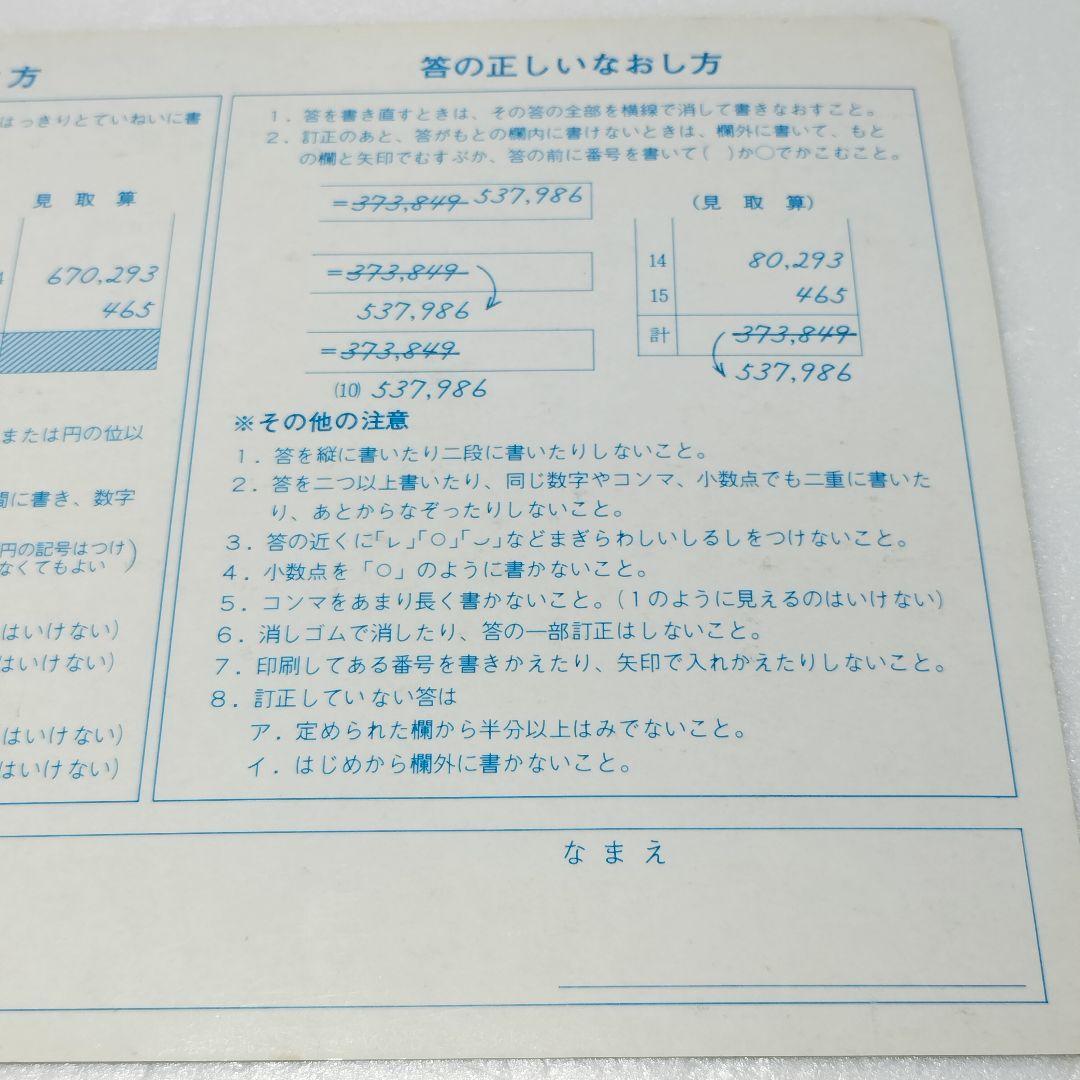 方
はっきりとていねいに書
見取算
670,293
465
または円の位以
間に書き、数字
円の記号はつけ
なくてもよい)
はいけない)
はいけない)
はいけない)
はいけない)
答の正しいなおし方
1．答を書き直すときは、その答の全部を横線で消して書きなおすこと。
2．訂正のあと、答がもとの欄内に書けないときは、欄外に書いて、もと
の欄と矢印でむすぶか、答の前に番号を書いて( )か○でかこむこと。
=373,849 537,986
=373,849
537,986
=373,849
(10) 537,986
(見取算)
14 80,293
15 465
計 373,849
537,986
※その他の注意
1．答を縦に書いたり二段に書いたりしないこと。
2．答を二つ以上書いたり、同じ数字やコンマ、小数点でも二重に書いた
り、あとからなぞったりしないこと。
3．答の近くに「レ」「○」「⌣」などまぎらわしいしるしをつけないこと。
4．小数点を「○」のように書かないこと。
5．コンマをあまり長く書かないこと。(1のように見えるのはいけない)
6．消しゴムで消したり、答の一部訂正はしないこと。
7．印刷してある番号を書きかえたり、矢印で入れかえたりしないこと。
8．訂正していない答は
ア．定められた欄から半分以上はみでないこと。
イ．はじめから欄外に書かないこと。
なまえ